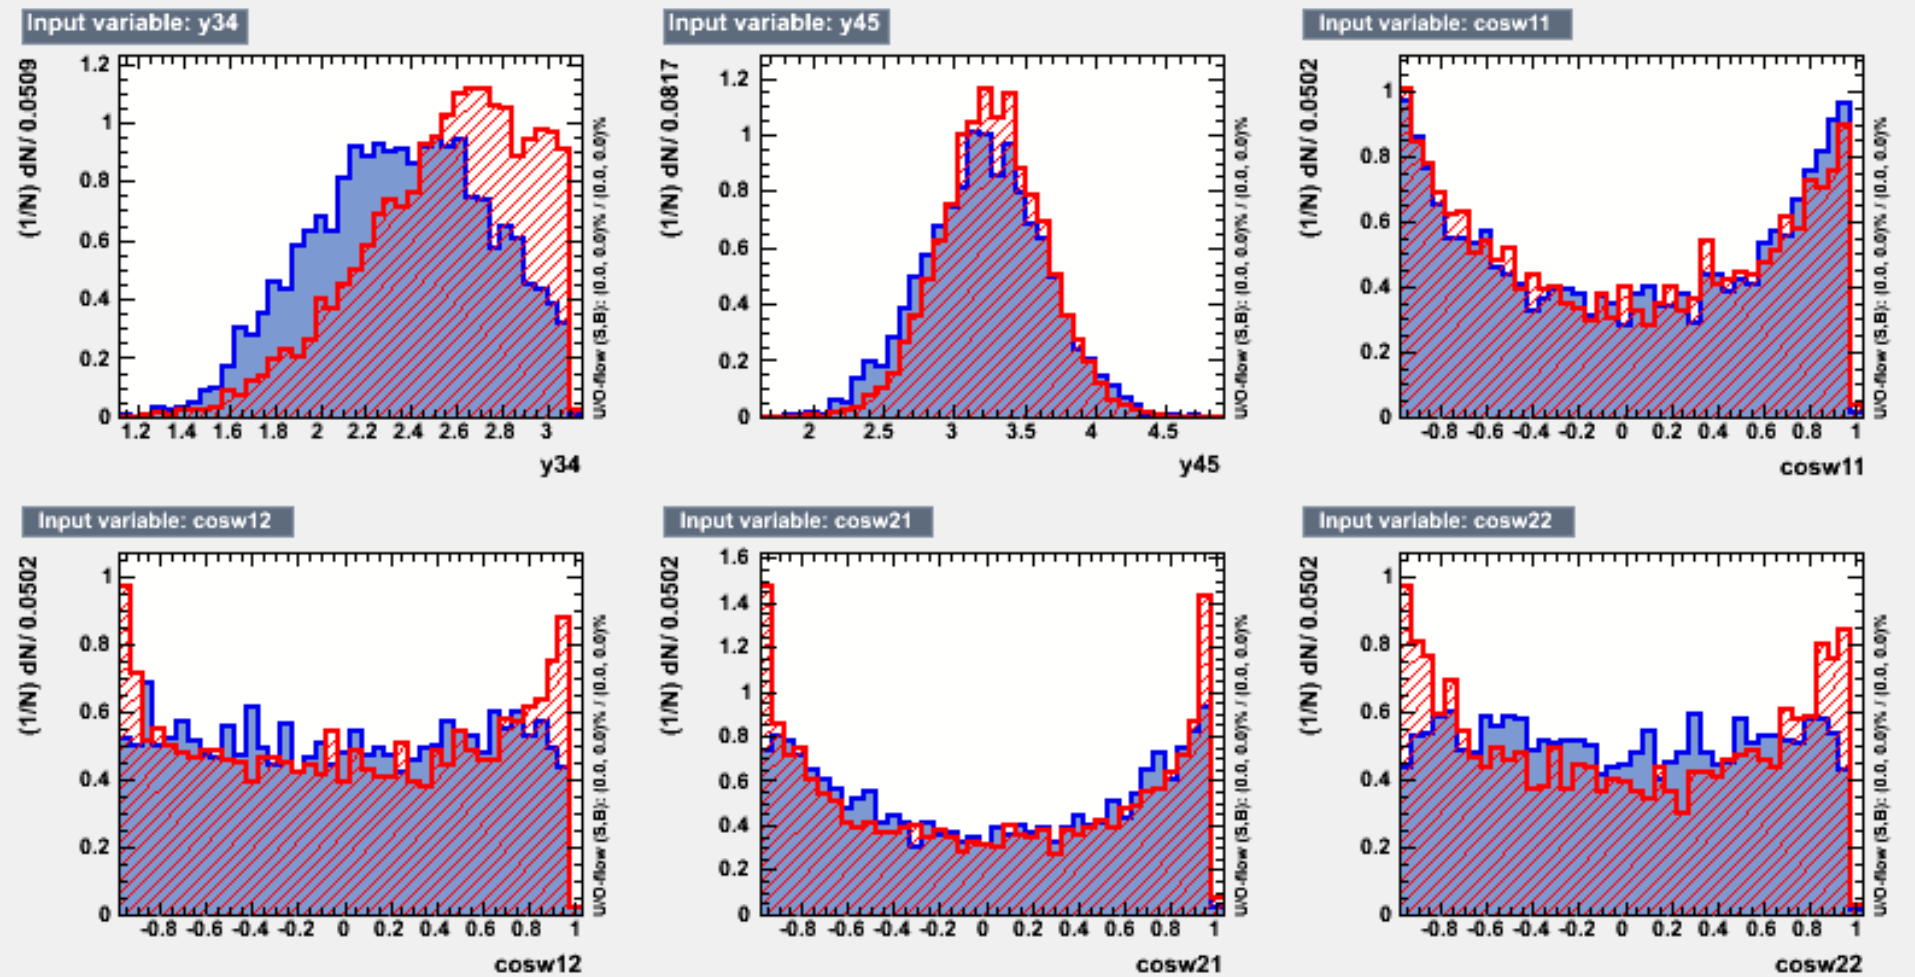 Input variable: y34
(1/N) dN/ 0.0509
1.2
1
0.8
0.6
0.4
0.2
0
1.2 1.4 1.6 1.8 2 2.2 2.4 2.6 2.8 3
y34
U/O-flow (S,B): (0.0, 0.0)% / (0.0, 0.0)%
Input variable: y45
(1/N) dN/ 0.0817
1.2
1
0.8
0.6
0.4
0.2
0
2 2.5 3 3.5 4 4.5
y45
U/O-flow (S,B): (0.0, 0.0)% / (0.0, 0.0)%
Input variable: cosw11
(1/N) dN/ 0.0502
1
0.8
0.6
0.4
0.2
0
-0.8 -0.6 -0.4 -0.2 0 0.2 0.4 0.6 0.8 1
cosw11
U/O-flow (S,B): (0.0, 0.0)% / (0.0, 0.0)%
Input variable: cosw12
(1/N) dN/ 0.0502
1
0.8
0.6
0.4
0.2
0
-0.8 -0.6 -0.4 -0.2 0 0.2 0.4 0.6 0.8 1
cosw12
U/O-flow (S,B): (0.0, 0.0)% / (0.0, 0.0)%
Input variable: cosw21
(1/N) dN/ 0.0502
1.6
1.4
1.2
1
0.8
0.6
0.4
0.2
0
-0.8 -0.6 -0.4 -0.2 0 0.2 0.4 0.6 0.8 1
cosw21
U/O-flow (S,B): (0.0, 0.0)% / (0.0, 0.0)%
Input variable: cosw22
(1/N) dN/ 0.0502
1
0.8
0.6
0.4
0.2
0
-0.8 -0.6 -0.4 -0.2 0 0.2 0.4 0.6 0.8 1
cosw22
U/O-flow (S,B): (0.0, 0.0)% / (0.0, 0.0)%